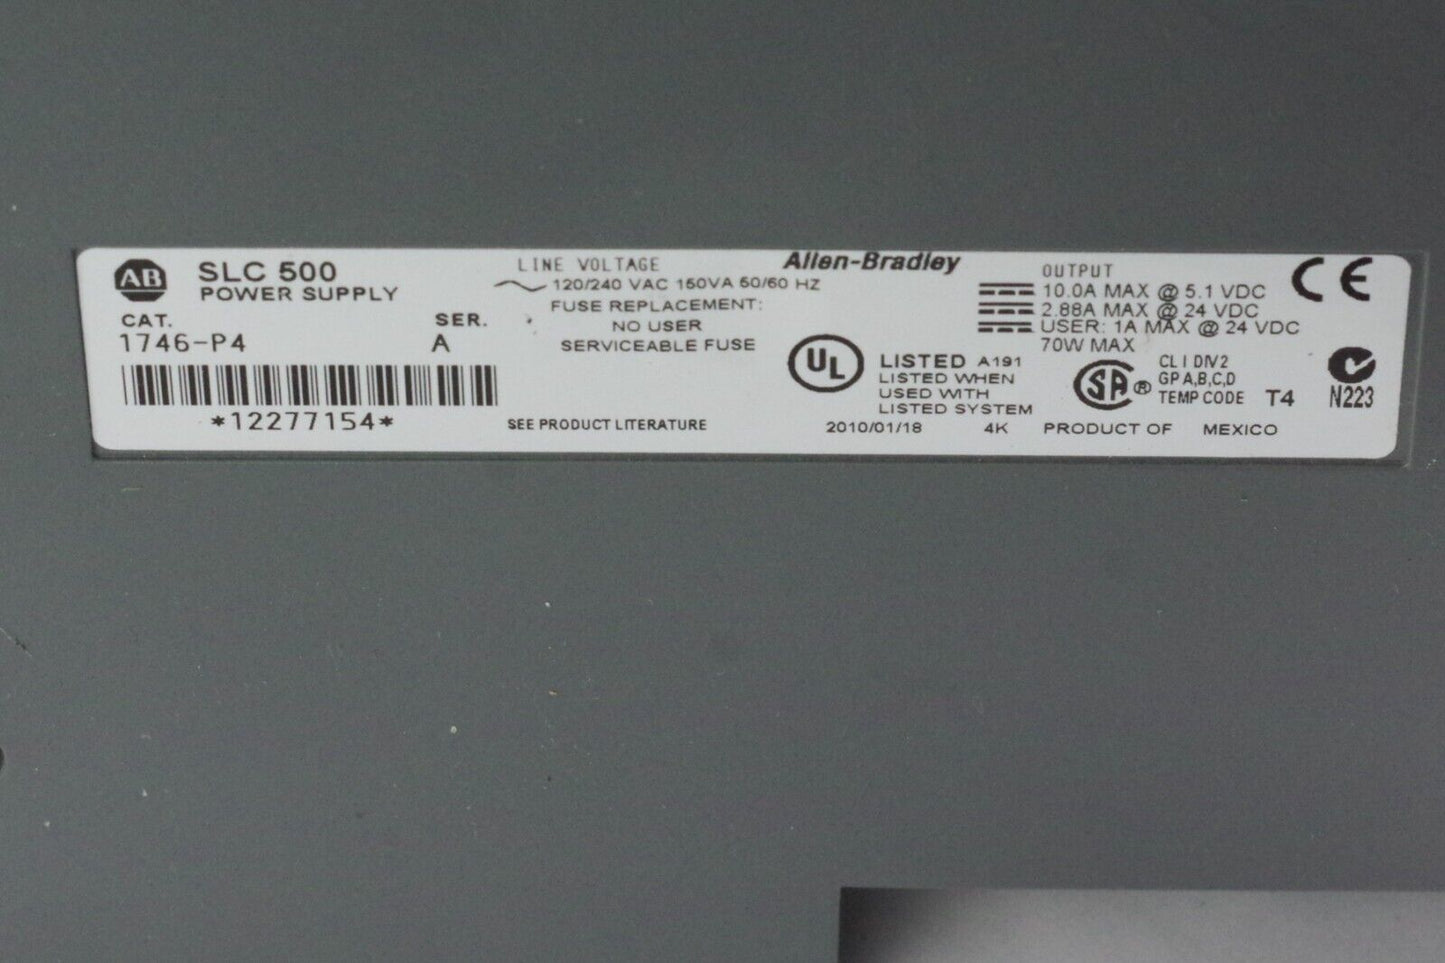 AB
SLC 500
POWER SUPPLY
CAT.
1746-P4
SER.
A
*12277154*
LINE VOLTAGE
120/240 VAC 150VA 50/60 HZ
FUSE REPLACEMENT:
NO USER
SERVICEABLE FUSE
SEE PRODUCT LITERATURE
Allen-Bradley
UL
LISTED A191
LISTED WHEN
USED WITH
LISTED SYSTEM
2010/01/18 4K PRODUCT OF MEXICO
OUTPUT
10.0A MAX @ 5.1 VDC
2.88A MAX @ 24 VDC
USER: 1A MAX @ 24 VDC
70W MAX
SA ®
CL I DIV2
GP A,B,C,D
TEMP CODE T4
CE
N223